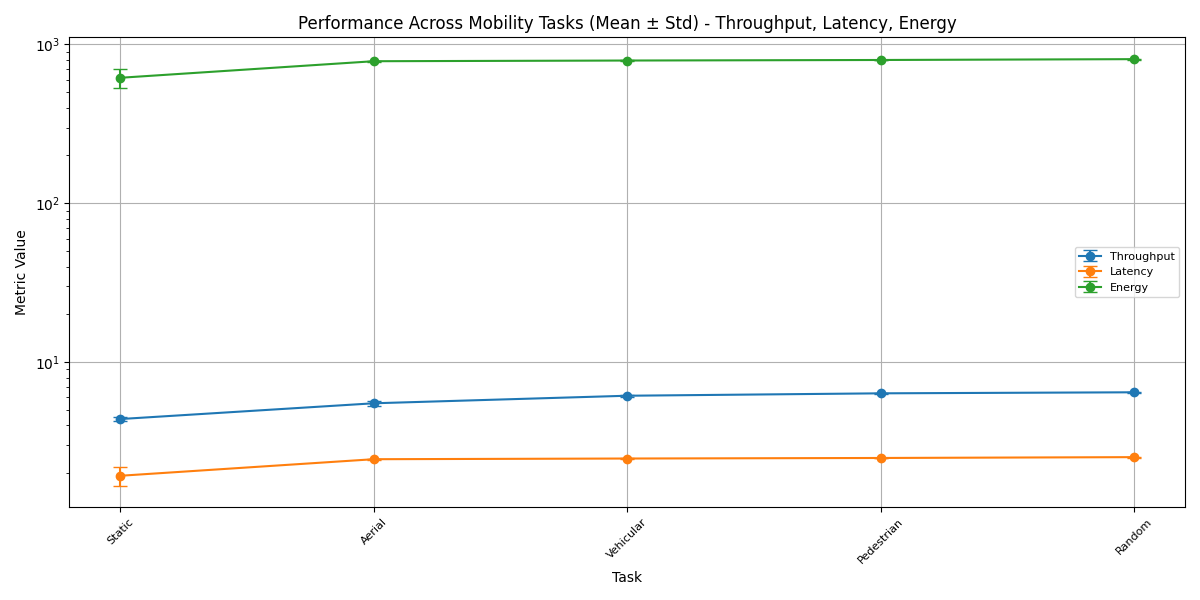 Performance Across Mobility Tasks (Mean ± Std) - Throughput, Latency, Energy
10³
10²
10¹
Metric Value
Throughput
Latency
Energy
Static
Aerial
Vehicular
Pedestrian
Random
Task